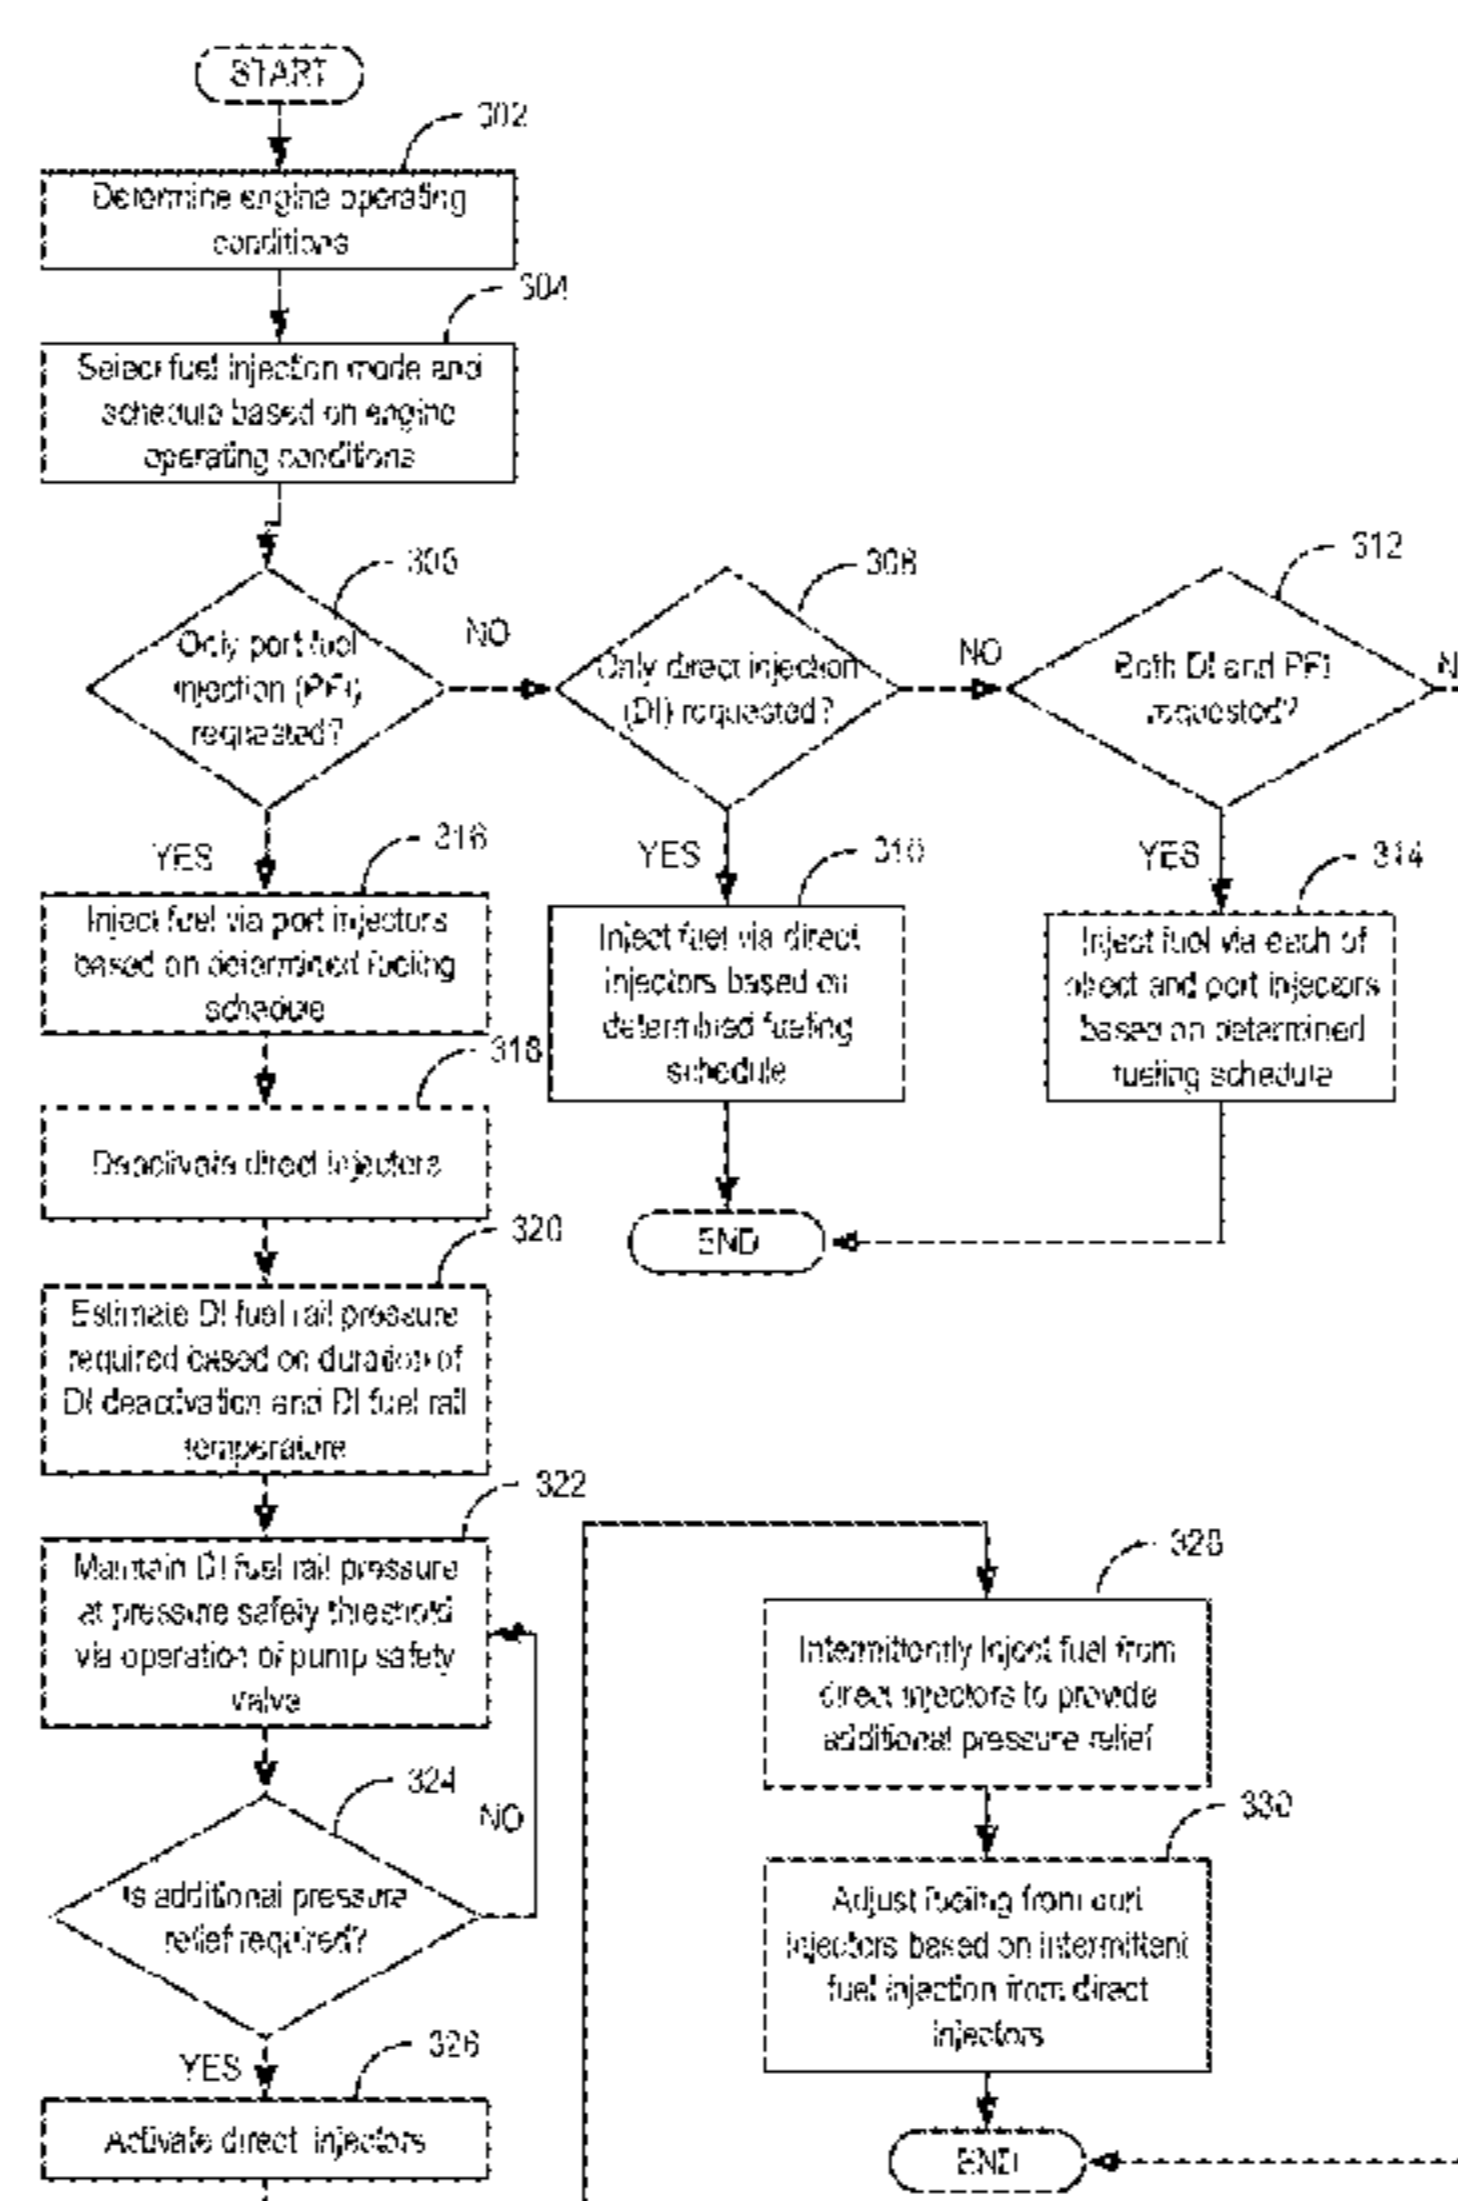 START
302
Determine engine operating
conditions
304
Select fuel injection mode and
schedule based on engine
operating conditions
306
Only port fuel
injection (PFI)
requested?
NO
308
Only direct injection
(DI) requested?
NO
312
Both DI and PFI
requested?
YES
316
Inject fuel via port injectors
based on determined fueling
schedule
YES
310
Inject fuel via direct
injectors based on
determined fueling
schedule
YES
314
Inject fuel via each of
direct and port injectors
based on determined
fueling schedule
318
Deactivate direct injectors
END
320
Estimate DI fuel rail pressure
required based on duration of
DI deactivation and DI fuel rail
temperature
322
Maintain DI fuel rail pressure
at pressure safety threshold
via operation of pump safety
valve
324
NO
Is additional pressure
relief required?
YES
326
Activate direct injectors
328
Intermittently inject fuel from
direct injectors to provide
additional pressure relief
330
Adjust fueling from port
injectors based on intermittent
fuel injection from direct
injectors
END